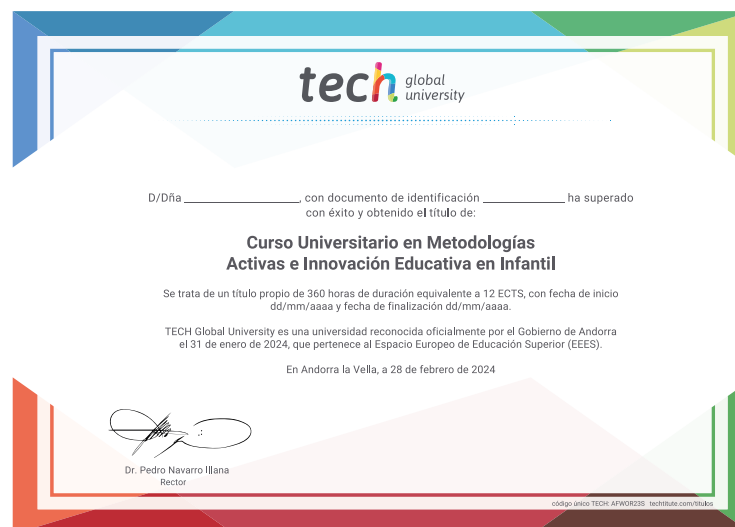 tech global university
D/Dña ______________, con documento de identificación ______________ ha superado
con éxito y obtenido el título de:
Curso Universitario en Metodologías
Activas e Innovación Educativa en Infantil
Se trata de un título propio de 360 horas de duración equivalente a 12 ECTS, con fecha de inicio
dd/mm/aaaa y fecha de finalización dd/mm/aaaa.
TECH Global University es una universidad reconocida oficialmente por el Gobierno de Andorra
el 31 de enero de 2024, que pertenece al Espacio Europeo de Educación Superior (EEES).
En Andorra la Vella, a 28 de febrero de 2024
Dr. Pedro Navarro Illana
Rector
código único TECH: AFWOR23S techtitute.com/titulos